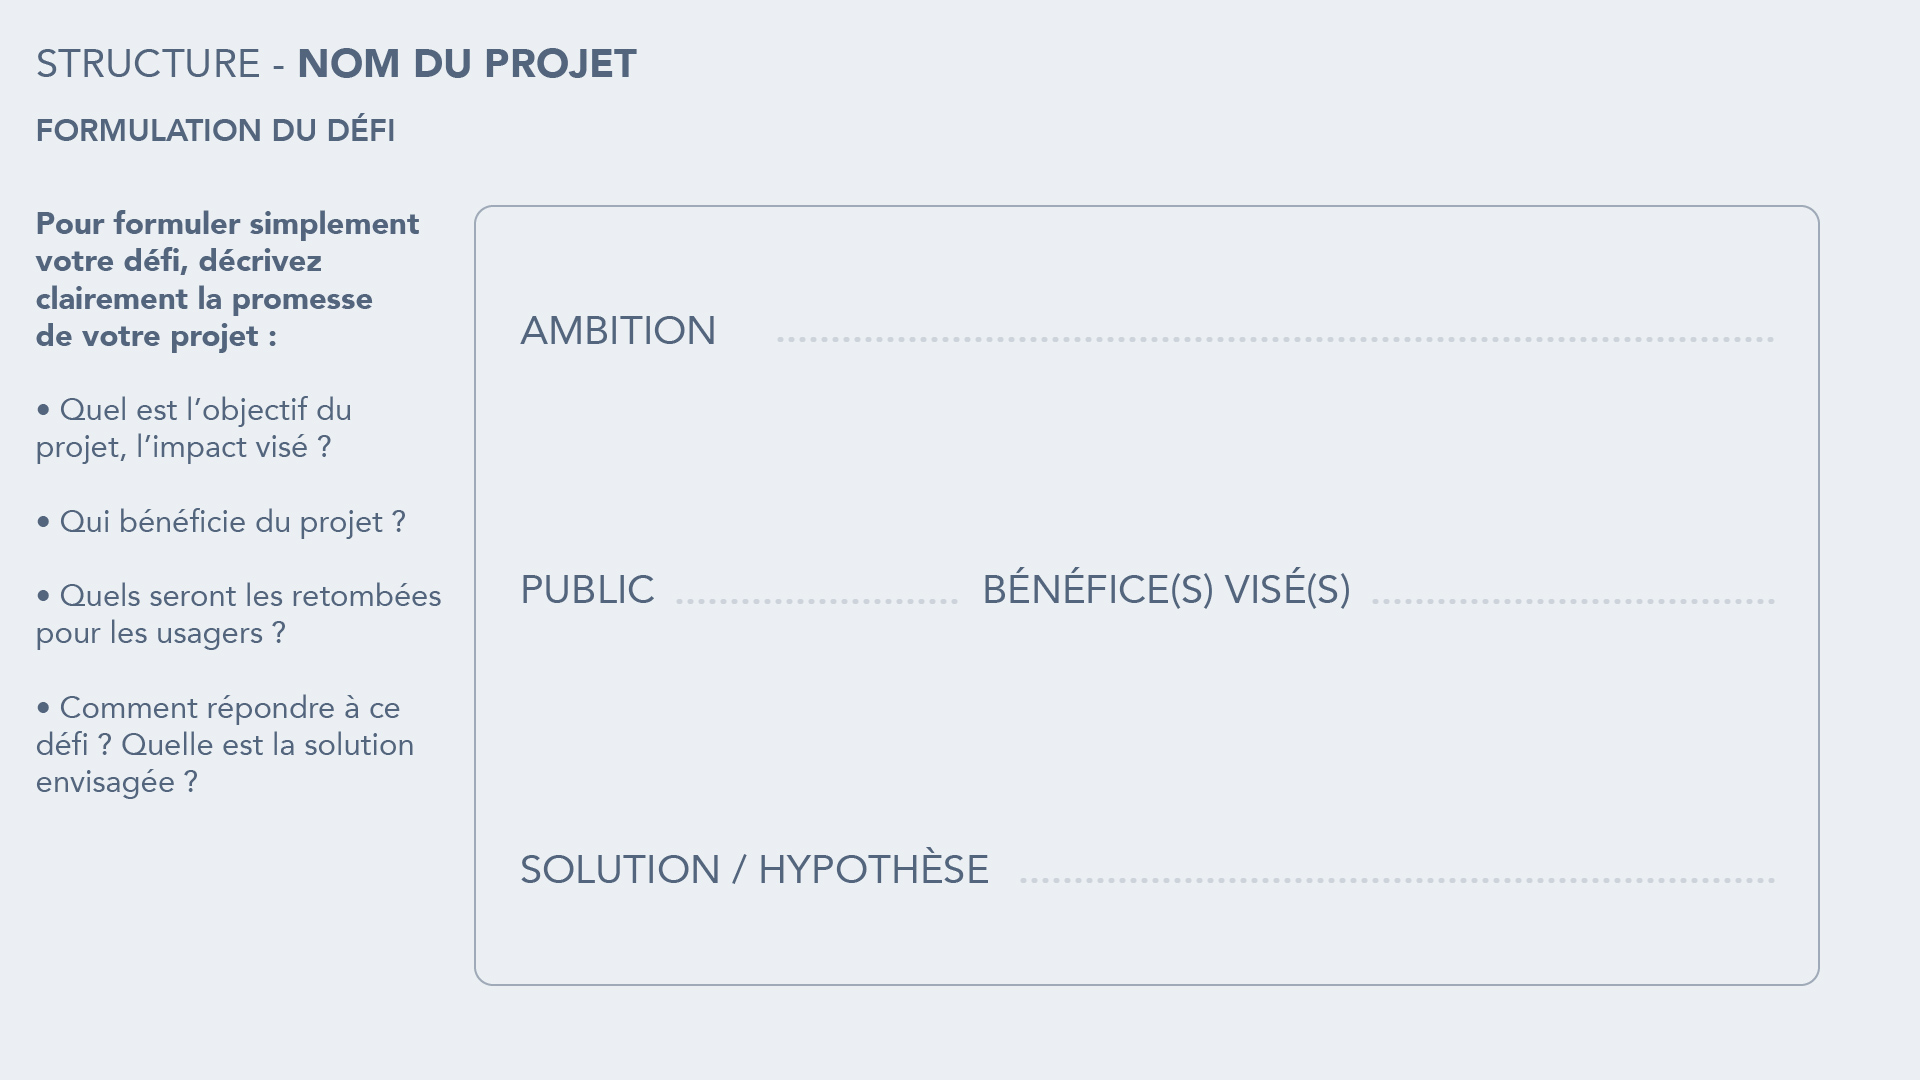 STRUCTURE - NOM DU PROJET
FORMULATION DU DÉFI
Pour formuler simplement
votre défi, décrivez
clairement la promesse
de votre projet :
• Quel est l’objectif du
projet, l’impact visé ?
• Qui bénéficie du projet ?
• Quels seront les retombées
pour les usagers ?
• Comment répondre à ce
défi ? Quelle est la solution
envisagée ?
AMBITION
PUBLIC BÉNÉFICE(S) VISÉ(S)
SOLUTION / HYPOTHÈSE